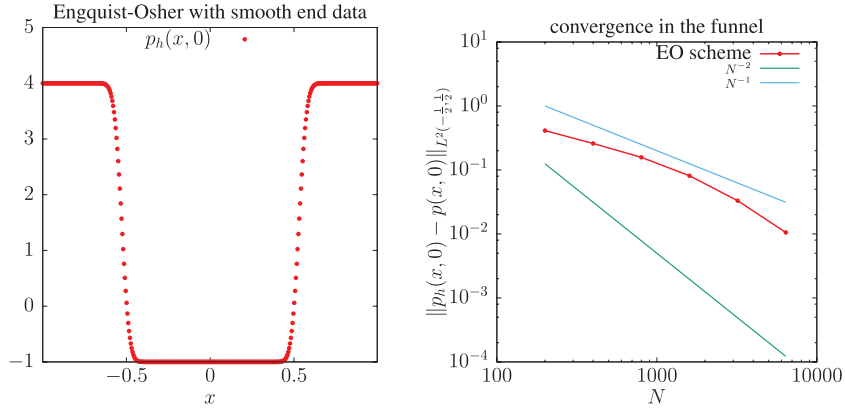 Engquist-Osher with smooth end data
p_h(x, 0)
5
4
3
2
1
0
−1
−0.5
0
0.5
x
convergence in the funnel
EO scheme
N^{−2}
N^{−1}
10^1
10^0
10^{−1}
10^{−2}
10^{−3}
10^{−4}
||p_h(x, 0) − p(x, 0)||_{L^2(−\frac{1}{2},\frac{1}{2})}
100
1000
10000
N